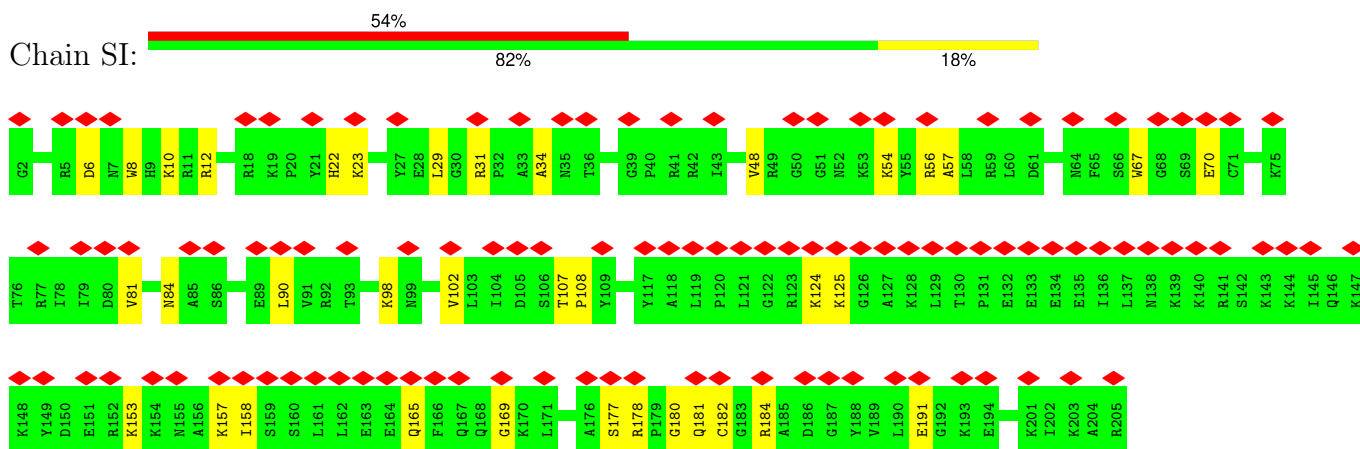 54%
Chain SI:
82% 18%
G2 R5 D6 N7 W8 H9 K10 R11 R12 R18 K19 P20 Y21 H22 K23 Y27 E28 L29 G30 R31 P32 A33 A34 N35 T36 G39 P40 R41 R42 I43 V48 R49 G50 G51 N52 K53 K54 Y55 R56 A57 L58 R59 L60 D61 N64 F65 S66 W67 G68 S69 E70 C71 K75
T76 R77 I78 I79 D80 V81 N84 A85 S86 E89 L90 V91 R92 T93 K98 N99 V102 L103 I104 D105 S106 T107 P108 Y109 Y117 A118 L119 P120 L121 G122 R123 K124 K125 G126 A127 K128 L129 T130 P131 E132 E133 E134 E135 I136 L137 N138 K139 K140 R141 S142 K143 K144 I145 Q146 K147
K148 Y149 D150 E151 R152 K153 K154 N155 A156 K157 I158 S159 S160 L161 L162 E163 E164 Q165 F166 Q167 Q168 G169 K170 L171 A176 S177 R178 P179 G180 Q181 C182 G183 R184 A185 D186 G187 Y188 V189 L190 E191 G192 K193 E194 K201 I202 K203 A204 R205